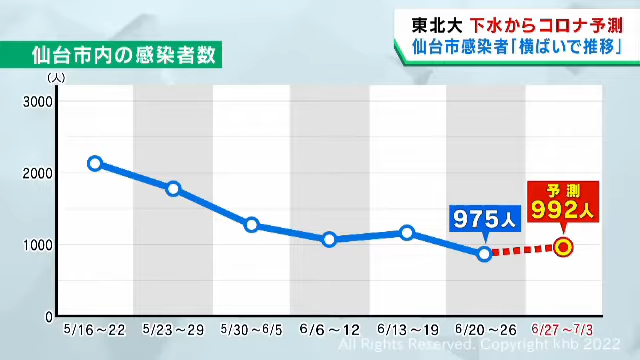 東北大 下水からコロナ予測
仙台市感染者「横ばいで推移」
仙台市内の感染者数
(人)
3000
2000
1000
0
975人
予測
992人
5/16～22 5/23～29 5/30～6/5 6/6～12 6/13～19 6/20～26 6/27～7/3
All Rights Reserved. Copyright khb 2022